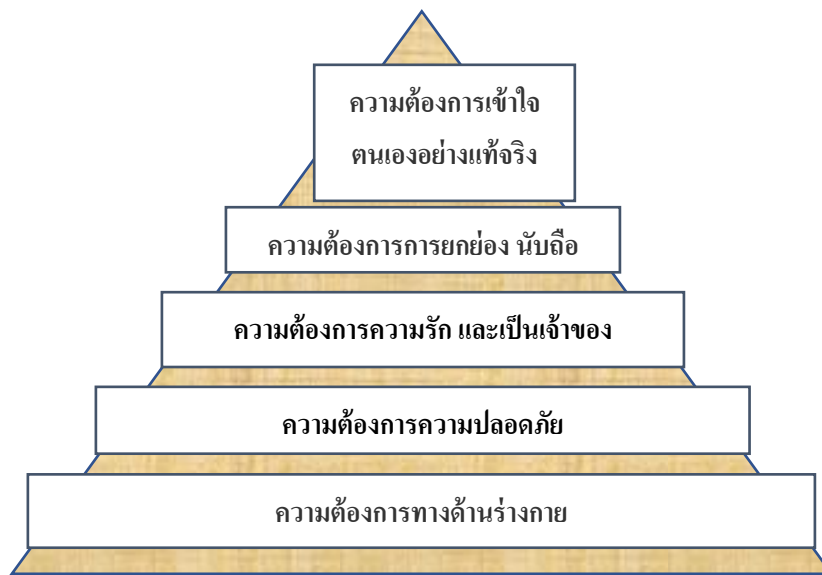 ความต้องการเข้าใจ
ตนเองอย่างแท้จริง
ความต้องการการยกย่อง นับถือ
ความต้องการความรัก และเป็นเจ้าของ
ความต้องการความปลอดภัย
ความต้องการทางด้านร่างกาย